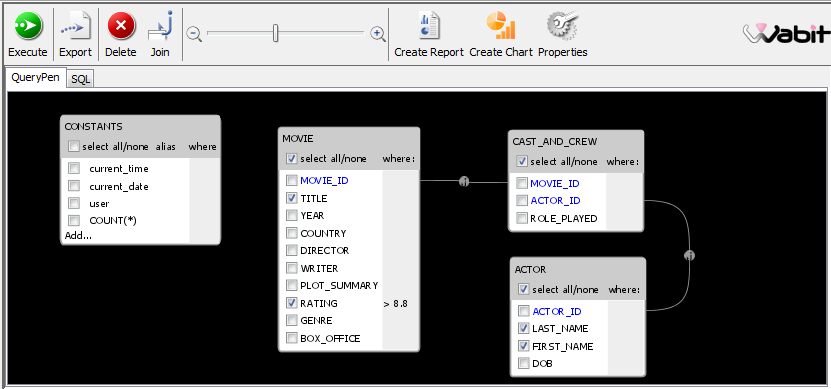 Execute Export Delete Join Create Report Create Chart Properties Wabit
QueryPen SQL
CONSTANTS
select all/none alias where
current_time
current_date
user
COUNT(*)
Add...
MOVIE
select all/none where:
MOVIE_ID
TITLE
YEAR
COUNTRY
DIRECTOR
WRITER
PLOT_SUMMARY
RATING > 8.8
GENRE
BOX_OFFICE
CAST_AND_CREW
select all/none where:
MOVIE_ID
ACTOR_ID
ROLE_PLAYED
ACTOR
select all/none where:
ACTOR_ID
LAST_NAME
FIRST_NAME
DOB